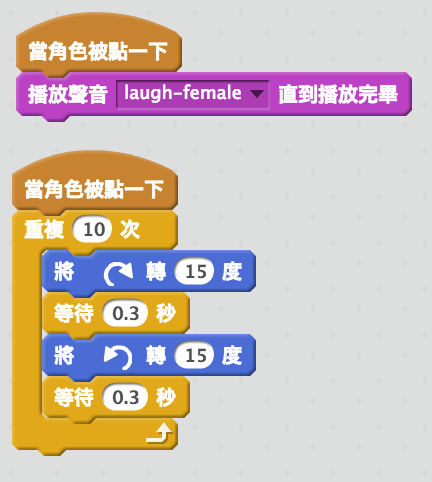 當角色被點一下
播放聲音 laugh-female 直到播放完畢
當角色被點一下
重複 10 次
將 轉 15 度
等待 0.3 秒
將 轉 15 度
等待 0.3 秒